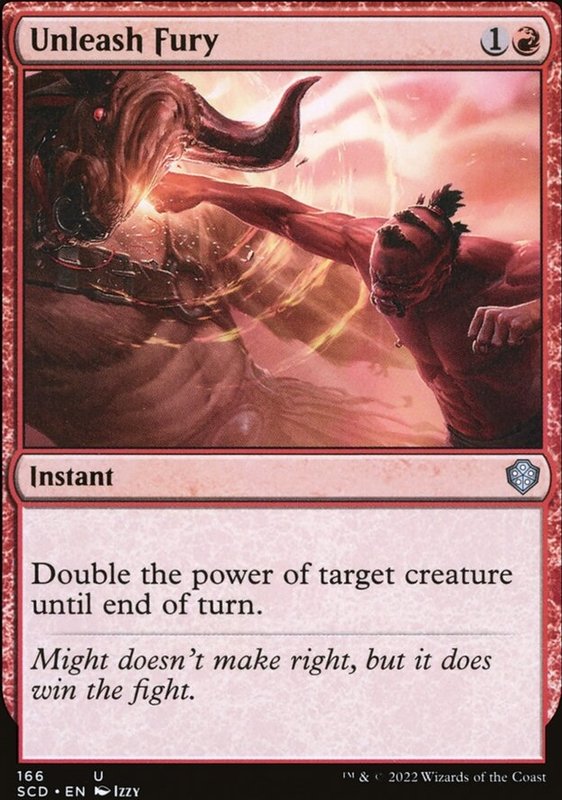 Unleash Fury 1
Instant
Double the power of target creature
until end of turn.
Might doesn't make right, but it does
win the fight.
166 U
SCD • EN Izzy
™ & © 2022 Wizards of the Coast